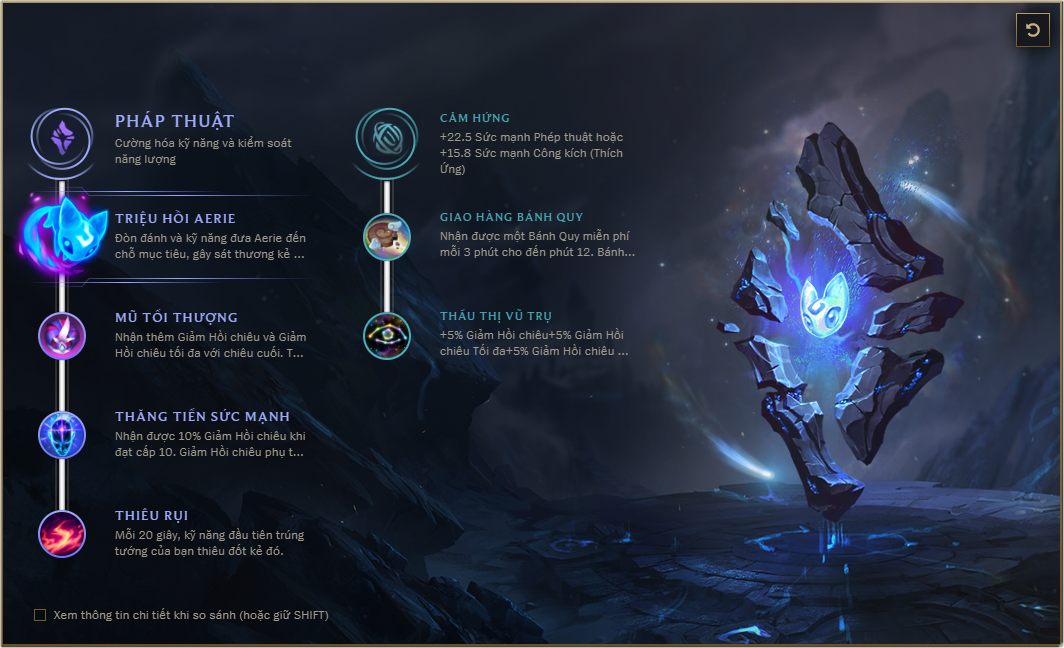 PHÁP THUẬT
Cường hóa kỹ năng và kiểm soát
năng lượng
TRIỆU HỒI AERIE
Đòn đánh và kỹ năng đưa Aerie đến
chỗ mục tiêu, gây sát thương kẻ ...
MŨ TỐI THƯỢNG
Nhận thêm Giảm Hồi chiêu và Giảm
Hồi chiêu tối đa với chiêu cuối. T...
THĂNG TIẾN SỨC MẠNH
Nhận được 10% Giảm Hồi chiêu khi
đạt cấp 10. Giảm Hồi chiêu phụ t...
THIÊU RỤI
Mỗi 20 giây, kỹ năng đầu tiên trúng
tướng của bạn thiêu đốt kẻ đó.
CẢM HỨNG
+22.5 Sức mạnh Phép thuật hoặc
+15.8 Sức mạnh Công kích (Thích
Ứng)
GIAO HÀNG BÁNH QUY
Nhận được một Bánh Quy miễn phí
mỗi 3 phút cho đến phút 12. Bánh...
THẤU THỊ VŨ TRỤ
+5% Giảm Hồi chiêu+5% Giảm Hồi
chiêu Tối đa+5% Giảm Hồi chiêu ...
Xem thông tin chi tiết khi so sánh (hoặc giữ SHIFT)